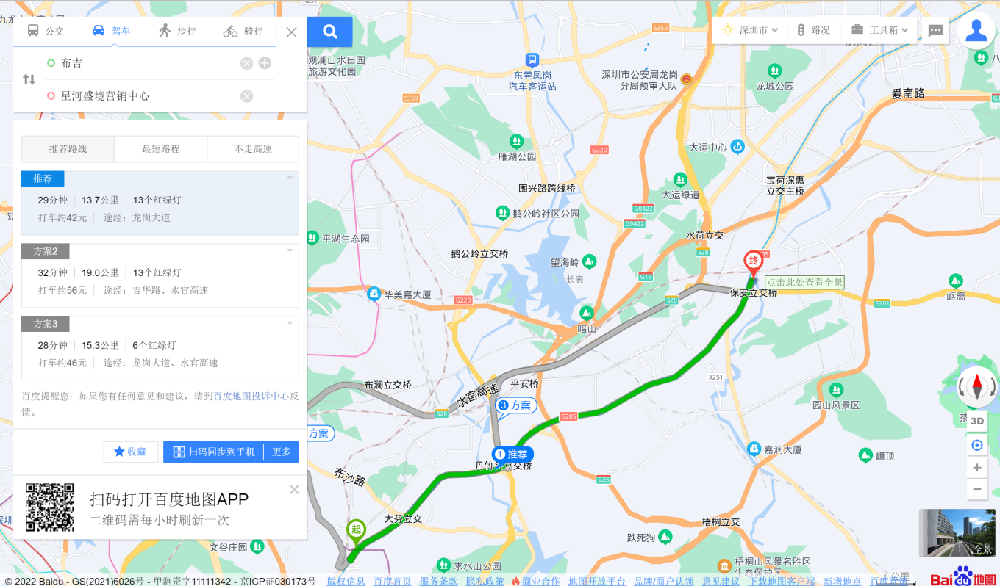 公交
驾车
步行
骑行
布吉
星河盛境营销中心
推荐路线
最短路程
不走高速
推荐
29分钟 13.7公里 13个红绿灯
打车约42元 途经：龙岗大道
方案2
32分钟 19.0公里 13个红绿灯
打车约56元 途经：吉华路、水官高速
方案3
28分钟 15.3公里 6个红绿灯
打车约46元 途经：龙岗大道、水官高速
百度提醒您：如果您有任何意见和建议，请到百度地图投诉中心反
馈。
收藏
扫码同步到手机
更多
扫码打开百度地图APP
二维码需每小时刷新一次
深圳市
路况
工具箱
X251
S359
观澜山水田园
旅游文化园
东莞凤岗
汽车客运站
深圳市公安局龙岗
分局预审大队
龙城公园
爱南路
S359
雁湖公园
G220
大运中心
围兴路跨线桥
大运绿道
宝荷深惠
立交主桥
鹅公岭社区公园
G0422
G0422
平湖生态园
水荷立交
鹅公岭立交桥
S28
望海岭
长表
终
点击此处查看全景
G15
华美嘉大厦
G220
S28
保安立交桥
S301
岖离
暗山
X251
布澜立交桥
平安桥
水官高速
3 方案
S28
G205
园山风景区
茶
3D
方案
1 推荐
丹竹头立交桥
嘉润大厦
嶂顶
布沙路
G25
大芬立交
起
梧桐立交
跌死狗
文谷庄园
求水山公园
梧桐山风景名胜区
生态保护区
全景
1公里
Bai du 地图
© 2022 Baidu - GS(2021)6026号 - 甲测资字11111342 - 京ICP证030173号
版权信息
百度首页
服务条款
隐私政策
商业合作
地图开放平台
品牌/商户认领
意见建议
下载地图客户端
新增地点
百度营销